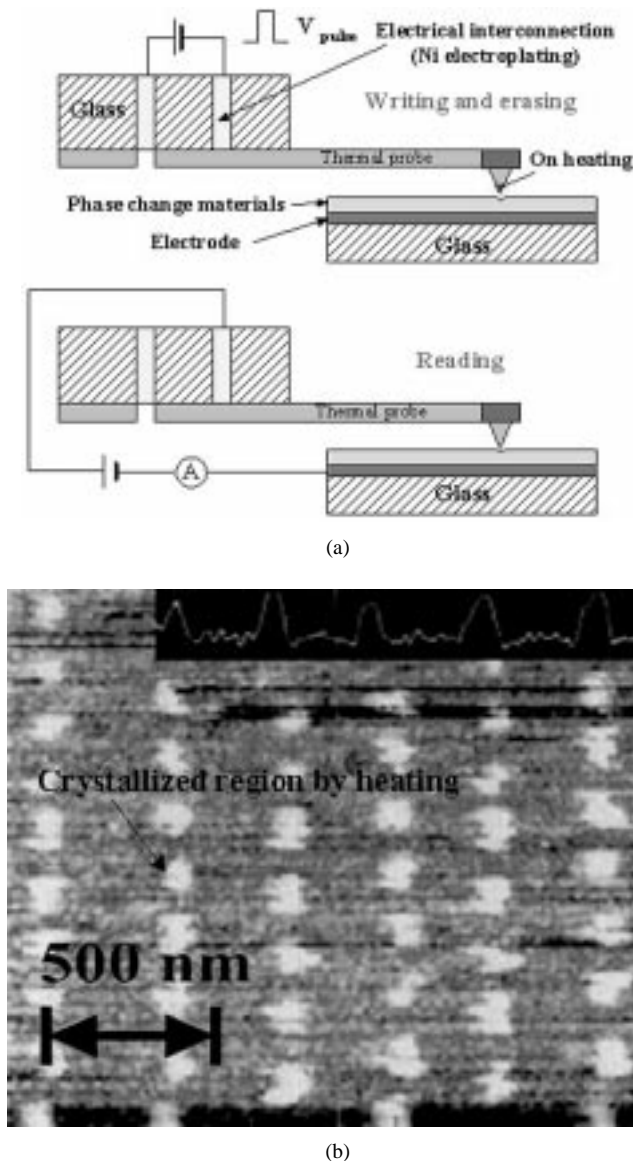 V pulse
Electrical interconnection
(Ni electroplating)
Glass
Writing and erasing
Thermal probe
On heating
Phase change materials
Electrode
Glass
Reading
Thermal probe
A
Glass
(a)
Crystallized region by heating
500 nm
(b)